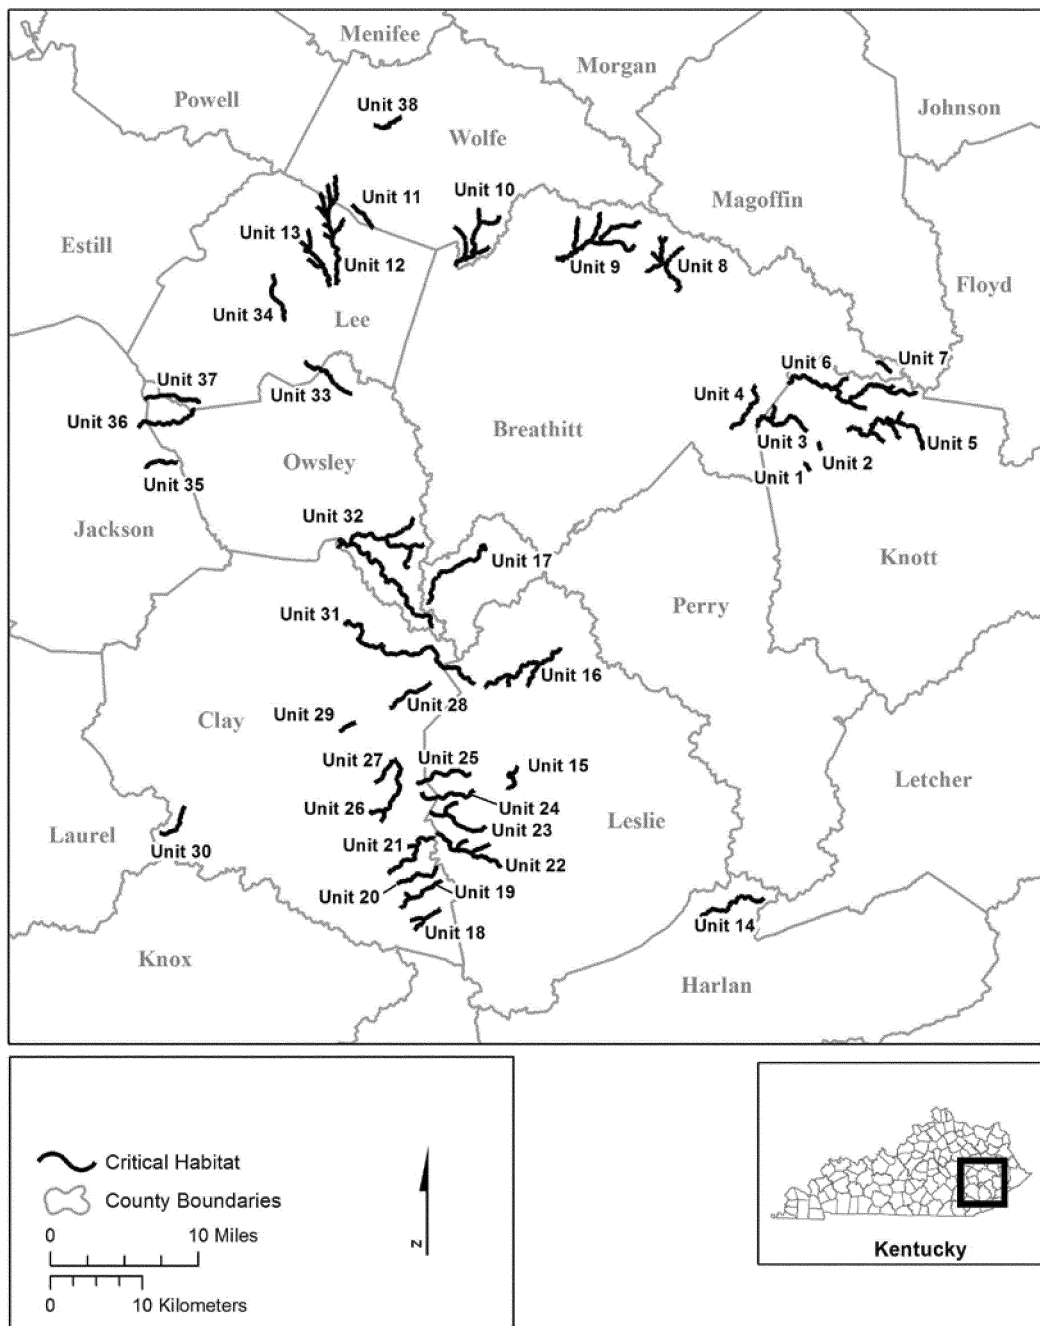 Menifee
Morgan
Powell
Unit 38
Johnson
Wolfe
Unit 11
Unit 10
Magoffin
Estill
Unit 13
Unit 12
Unit 9
Unit 8
Floyd
Unit 34
Lee
Unit 7
Unit 6
Unit 37
Unit 33
Unit 4
Unit 36
Breathitt
Unit 3
Unit 5
Owsley
Unit 2
Unit 1
Unit 35
Jackson
Unit 32
Unit 17
Knott
Perry
Unit 31
Unit 16
Unit 28
Unit 29
Clay
Unit 27
Unit 25
Unit 15
Letcher
Unit 26
Unit 24
Leslie
Unit 23
Laurel
Unit 21
Unit 30
Unit 22
Unit 20
Unit 19
Unit 14
Unit 18
Knox
Harlan
Critical Habitat
County Boundaries
0 10 Miles
0 10 Kilometers
N
Kentucky